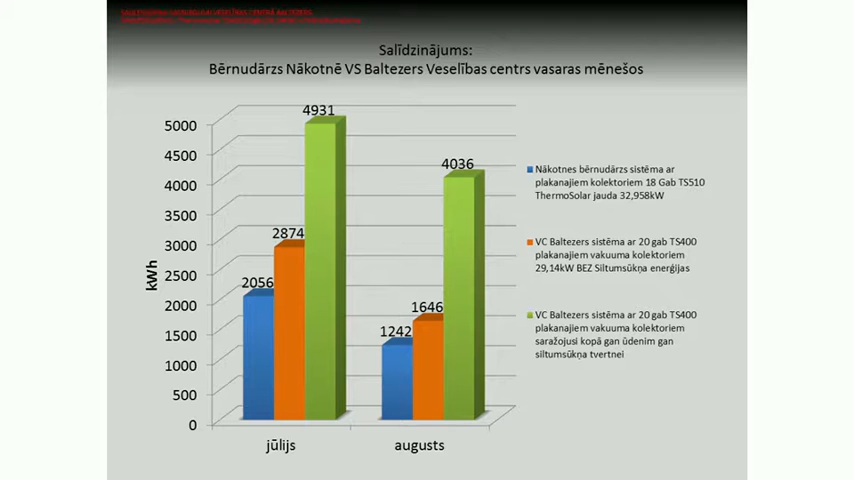 Salīdzinājums:
Bērnudārzs Nākotnē VS Baltezers Veselības centrs vasaras mēnešos
4931
5000
4500
4036
4000
3500
2874
3000
2500
2056
2000
1646
1500
1242
1000
500
0
kWh
jūlijs
augusts
Nākotnes bērnudārzs sistēma ar
plakanajiem kolektoriem 18 Gab TS510
ThermoSolar jauda 32,958kW
VC Baltezers sistēma ar 20 gab TS400
plakanajiem vakuuma kolektoriem
29,14kW BEZ Siltumsūkņa enerģijas
VC Baltezers sistēma ar 20 gab TS400
plakanajiem vakuuma kolektoriem
saražojusi kopā gan ūdenim gan
siltumsūkņa tvertnei